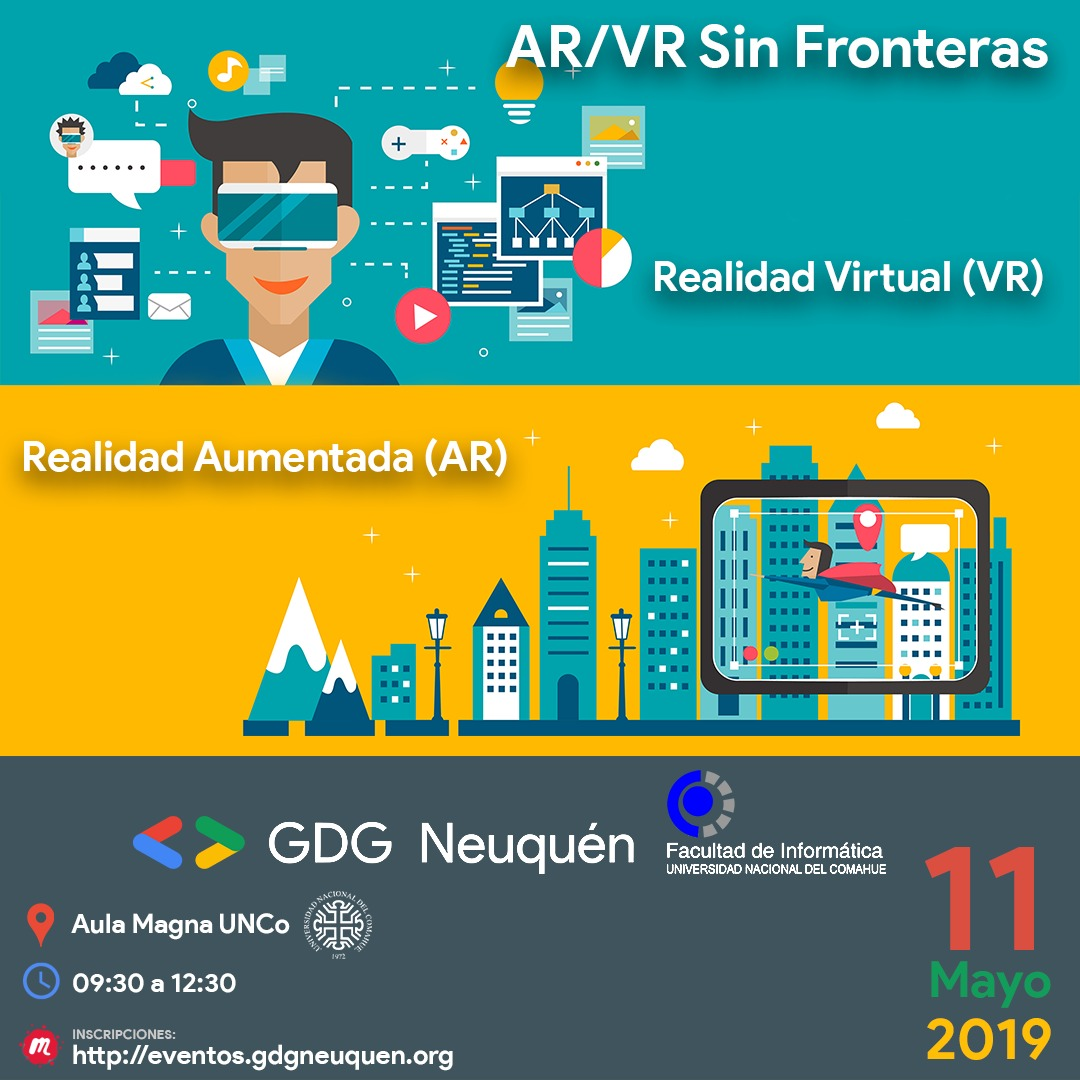 AR/VR Sin Fronteras
Realidad Virtual (VR)
Realidad Aumentada (AR)
GDG Neuquén
Facultad de Informática
UNIVERSIDAD NACIONAL DEL COMAHUE
Aula Magna UNCo
UNIVERSIDAD NACIONAL DEL COMAHUE
1972
09:30 a 12:30
INSCRIPCIONES:
m
http://eventos.gdgneuquen.org
11
Mayo
2019